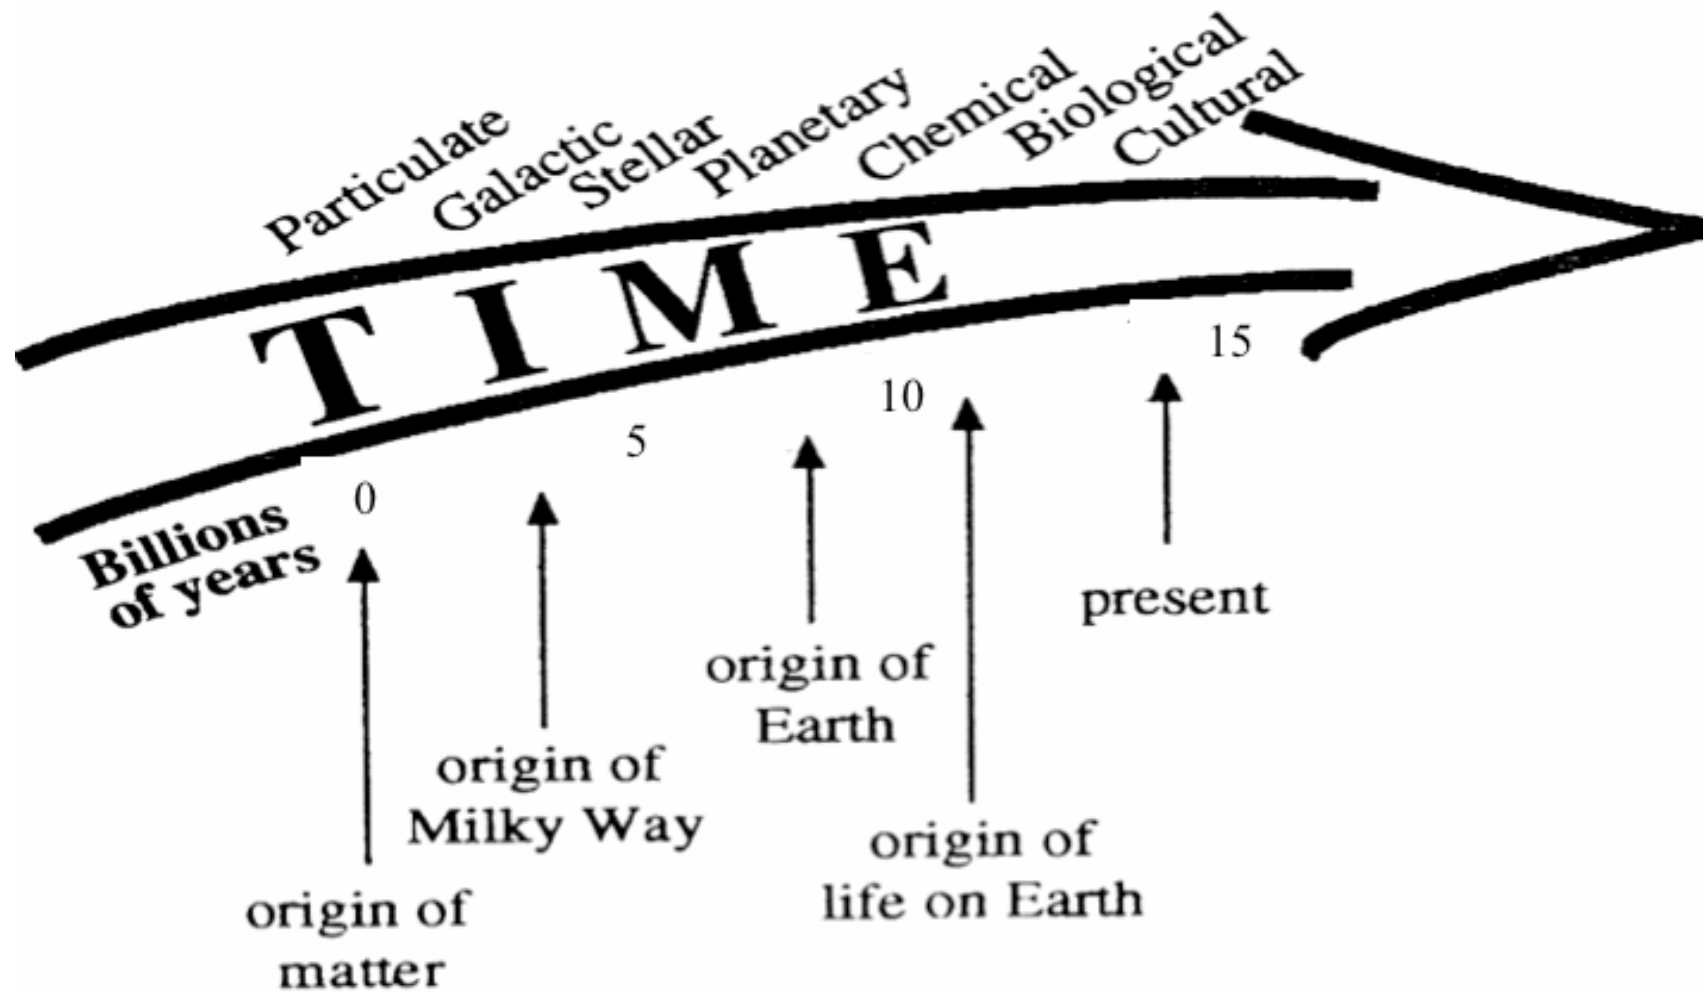 Particulate
Galactic
Stellar
Planetary
Chemical
Biological
Cultural
TIME
Billions
of years
0
5
10
15
origin of
matter
origin of
Milky Way
origin of
Earth
origin of
life on Earth
present